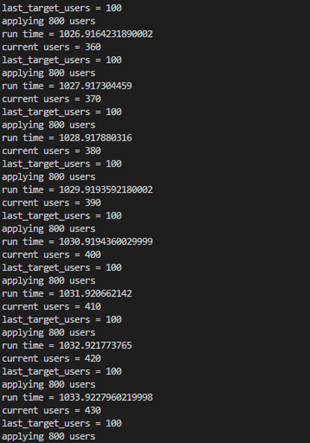 last_target_users = 100
applying 800 users
run time = 1026.9164231890002
current users = 360
last_target_users = 100
applying 800 users
run time = 1027.917304459
current users = 370
last_target_users = 100
applying 800 users
run time = 1028.917880316
current users = 380
last_target_users = 100
applying 800 users
run time = 1029.9193592180002
current users = 390
last_target_users = 100
applying 800 users
run time = 1030.9194360029999
current users = 400
last_target_users = 100
applying 800 users
run time = 1031.920662142
current users = 410
last_target_users = 100
applying 800 users
run time = 1032.921773765
current users = 420
last_target_users = 100
applying 800 users
run time = 1033.9227960219998
current users = 430
last_target_users = 100
applying 800 users